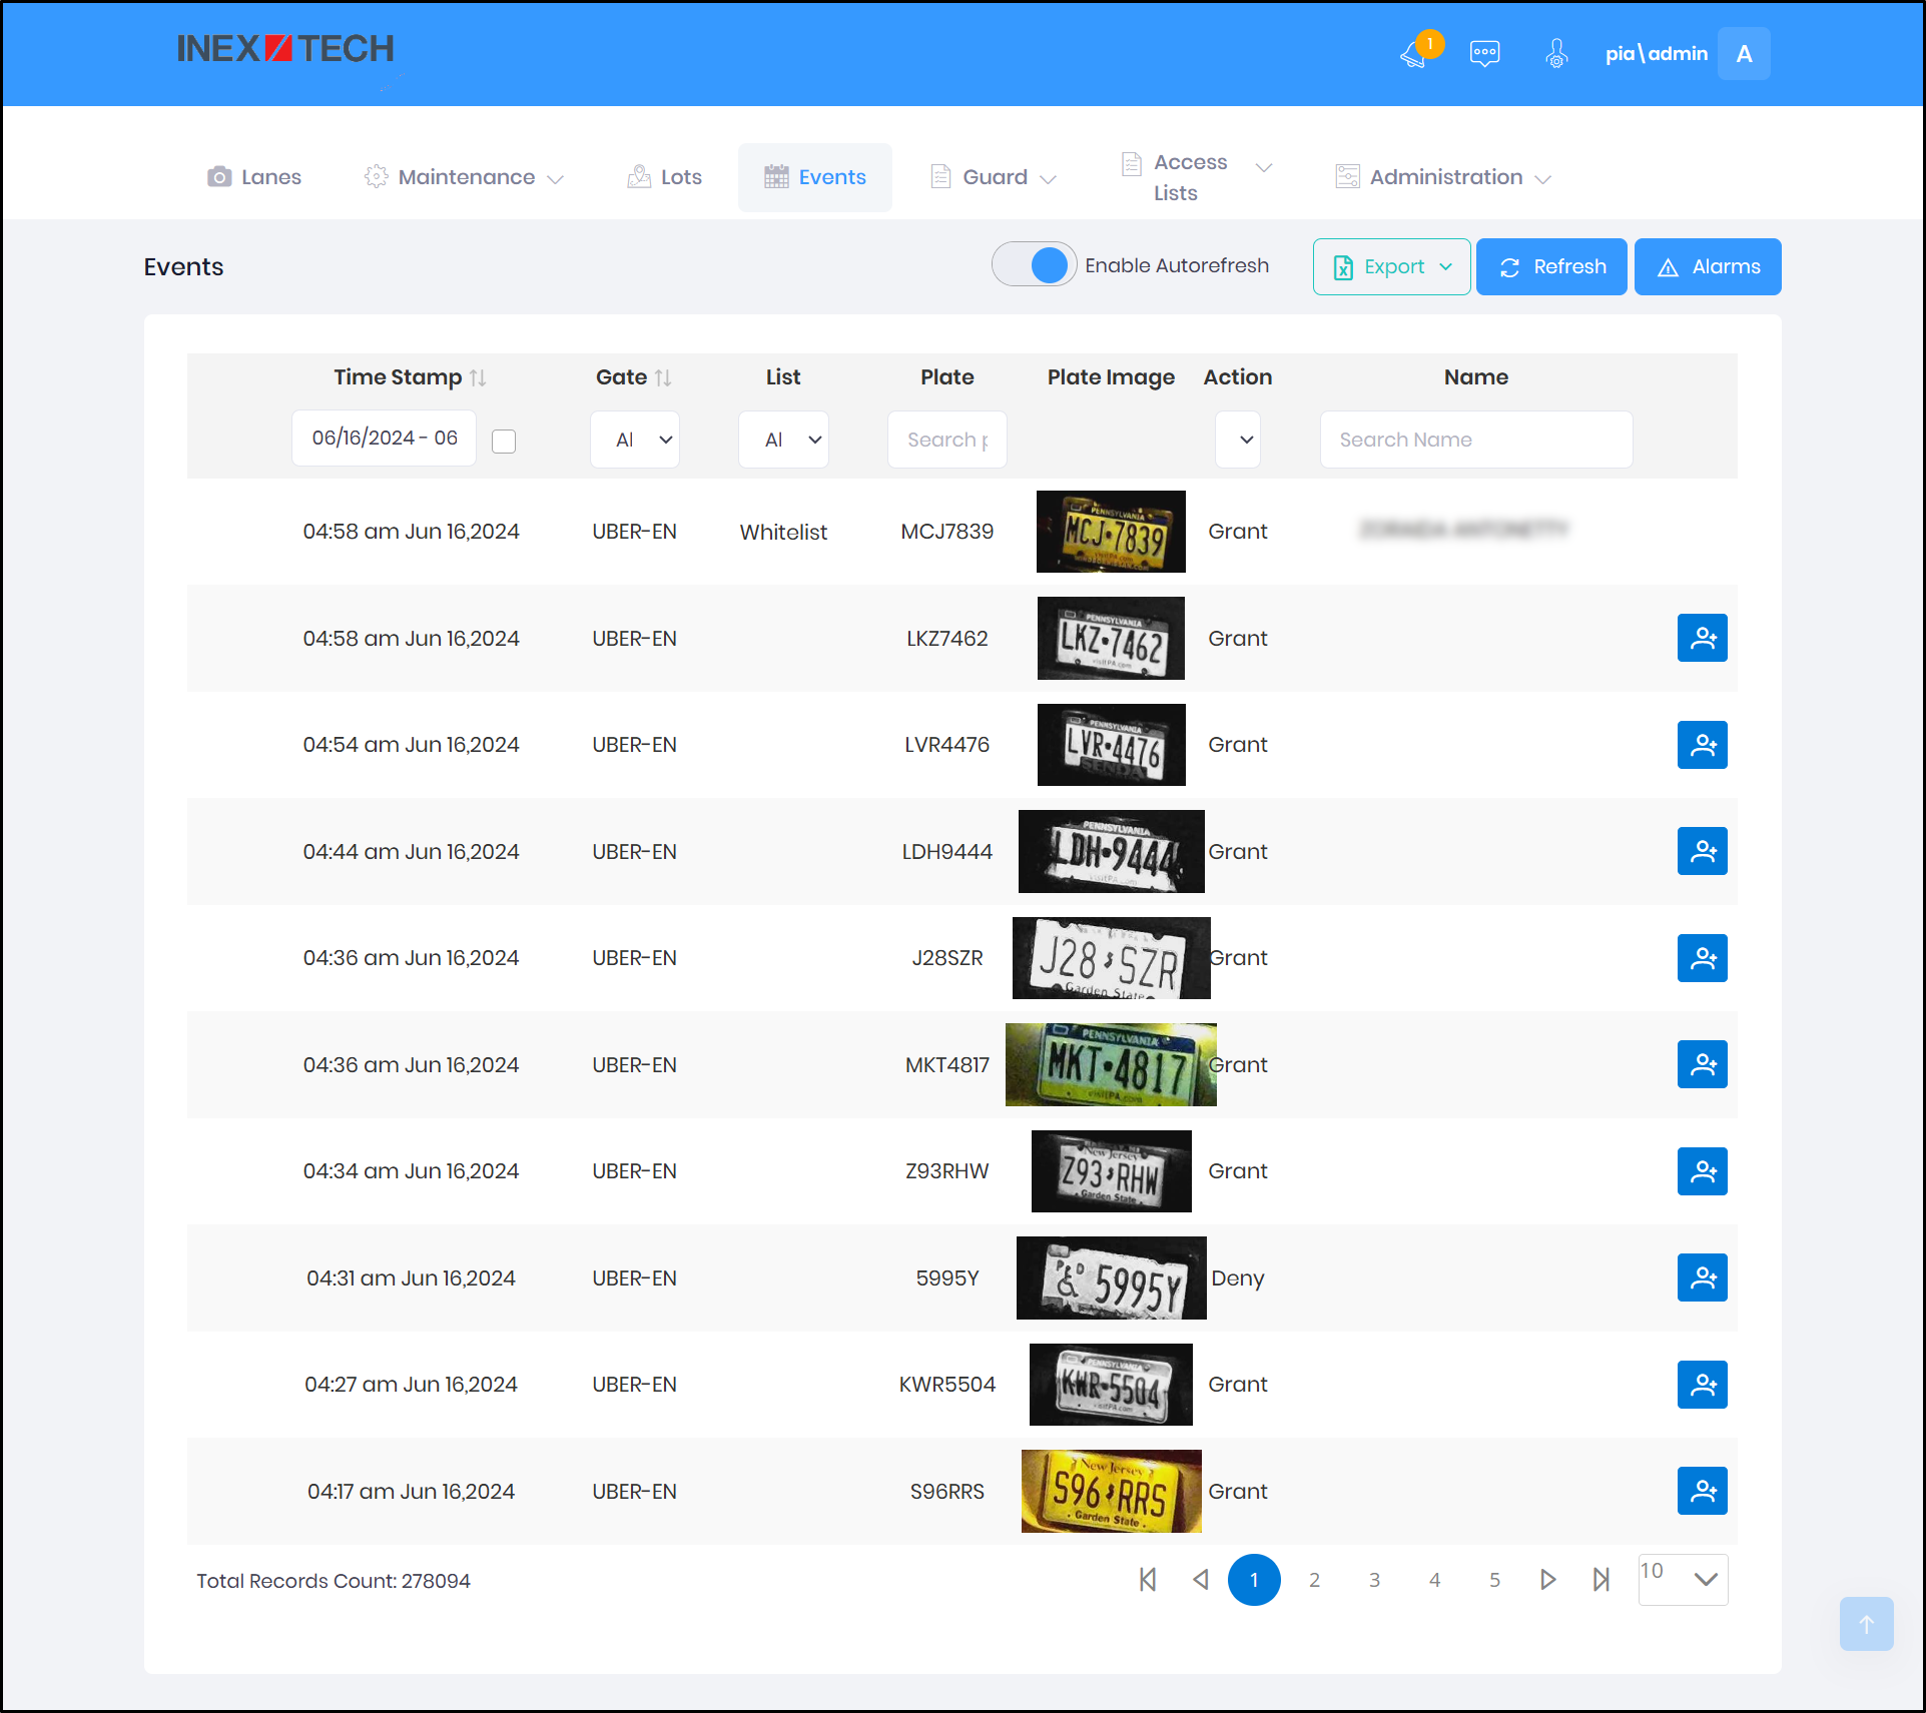 INEX TECH
1
pia\admin
A
Lanes
Maintenance
Lots
Events
Guard
Access
Lists
Administration
Events
Enable Autorefresh
Export
Refresh
Alarms
Time Stamp
Gate
List
Plate
Plate Image
Action
Name
06/16/2024 - 06
Al
Al
Search p
Search Name
04:58 am Jun 16,2024 UBER-EN Whitelist MCJ7839
PENNSYLVANIA
MCJ 7839
Grant
04:58 am Jun 16,2024 UBER-EN LKZ7462
PENNSYLVANIA
LKZ 7462
visitPA.com
Grant
04:54 am Jun 16,2024 UBER-EN LVR4476
PENNSYLVANIA
LVR 4476
SENDA
Grant
04:44 am Jun 16,2024 UBER-EN LDH9444
PENNSYLVANIA
LDH 9444
visitPA.com
Grant
04:36 am Jun 16,2024 UBER-EN J28SZR
J28 SZR
Garden State
Grant
04:36 am Jun 16,2024 UBER-EN MKT4817
PENNSYLVANIA
MKT 4817
visitPA.com
Grant
04:34 am Jun 16,2024 UBER-EN Z93RHW
New Jersey
Z93 RHW
Garden State
Grant
04:31 am Jun 16,2024 UBER-EN 5995Y
5995Y
Deny
04:27 am Jun 16,2024 UBER-EN KWR5504
PENNSYLVANIA
KWR 5504
visitPA.com
Grant
04:17 am Jun 16,2024 UBER-EN S96RRS
New Jersey
S96 RRS
Garden State
Grant
Total Records Count: 278094
1 2 3 4 5
10